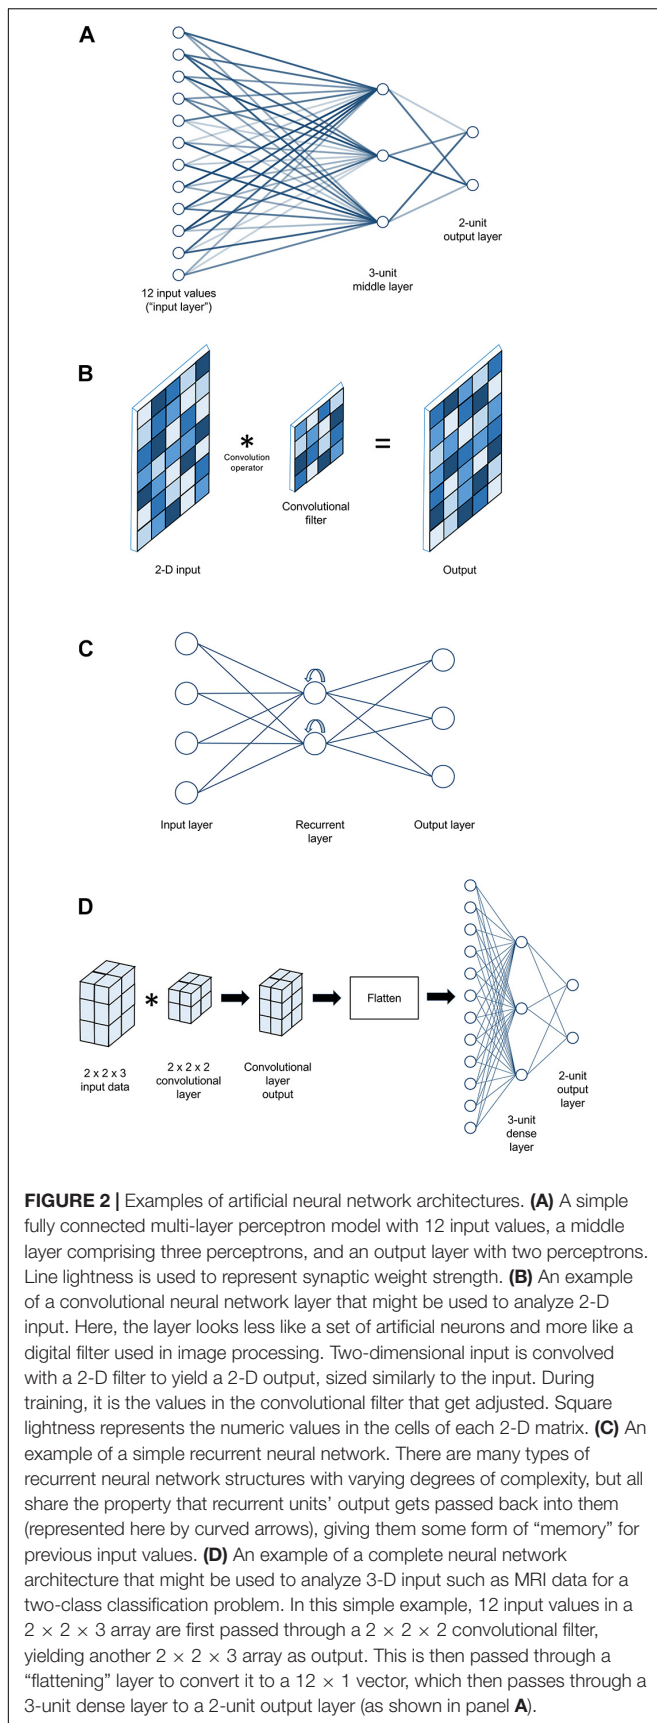 A
12 input values
(“input layer”)
3-unit
middle layer
2-unit
output layer
B
*
Convolution
operator
=
Convolutional
filter
2-D input
Output
C
Input layer
Recurrent
layer
Output layer
D
*
Flatten
2 x 2 x 3
input data
2 x 2 x 2
convolutional
layer
Convolutional
layer
output
3-unit
dense
layer
2-unit
output
layer
FIGURE 2 | Examples of artificial neural network architectures. (A) A simple
fully connected multi-layer perceptron model with 12 input values, a middle
layer comprising three perceptrons, and an output layer with two perceptrons.
Line lightness is used to represent synaptic weight strength. (B) An example
of a convolutional neural network layer that might be used to analyze 2-D
input. Here, the layer looks less like a set of artificial neurons and more like a
digital filter used in image processing. Two-dimensional input is convolved
with a 2-D filter to yield a 2-D output, sized similarly to the input. During
training, it is the values in the convolutional filter that get adjusted. Square
lightness represents the numeric values in the cells of each 2-D matrix. (C) An
example of a simple recurrent neural network. There are many types of
recurrent neural network structures with varying degrees of complexity, but all
share the property that recurrent units’ output gets passed back into them
(represented here by curved arrows), giving them some form of “memory” for
previous input values. (D) An example of a complete neural network
architecture that might be used to analyze 3-D input such as MRI data for a
two-class classification problem. In this simple example, 12 input values in a
2 × 2 × 3 array are first passed through a 2 × 2 × 2 convolutional filter,
yielding another 2 × 2 × 3 array as output. This is then passed through a
“flattening” layer to convert it to a 12 × 1 vector, which then passes through a
3-unit dense layer to a 2-unit output layer (as shown in panel A).